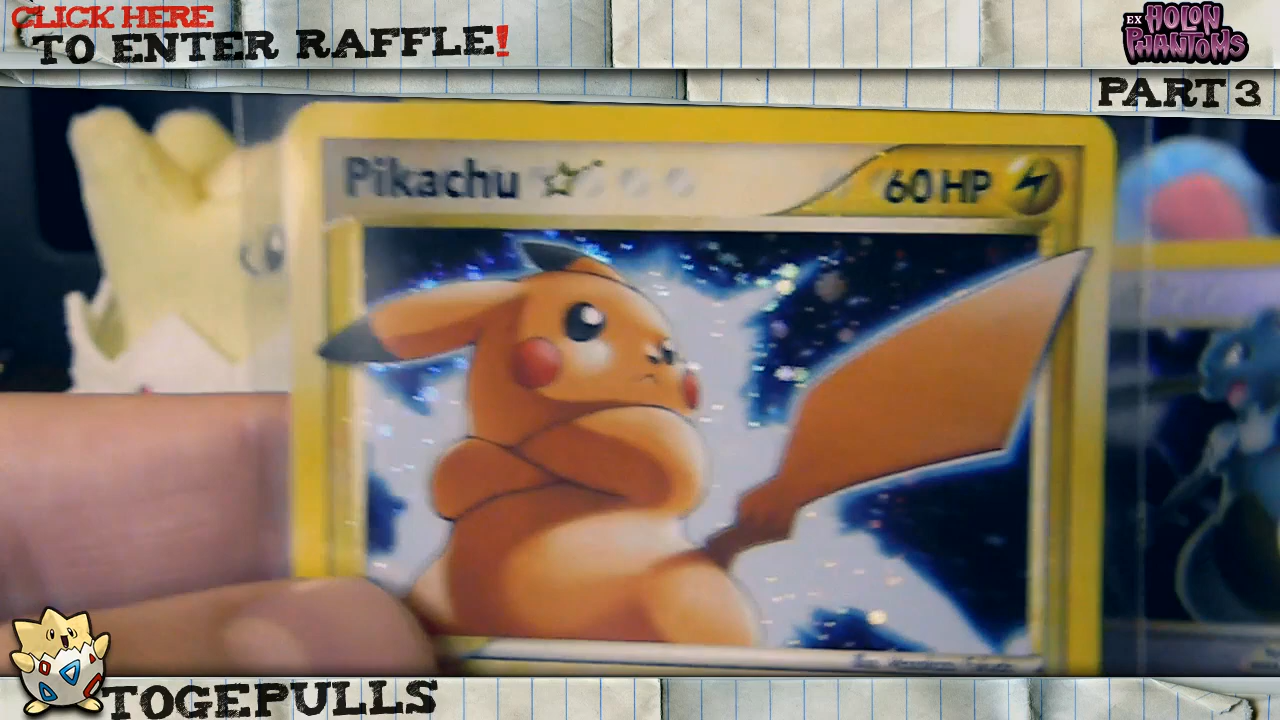 CLICK HERE
TO ENTER RAFFLE!
EX HOLON
PHANTOMS
PART 3
Pikachu ☆
60 HP
TOGEPULLS